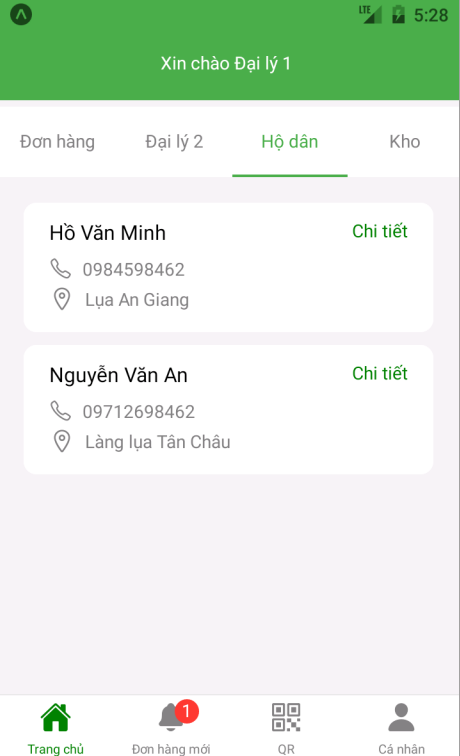 LTE 5:28
Xin chào Đại lý 1
Đơn hàng Đại lý 2 Hộ dân Kho
Hồ Văn Minh Chi tiết
0984598462
Lụa An Giang
Nguyễn Văn An Chi tiết
09712698462
Làng lụa Tân Châu
1
Trang chủ Đơn hàng mới QR Cá nhân